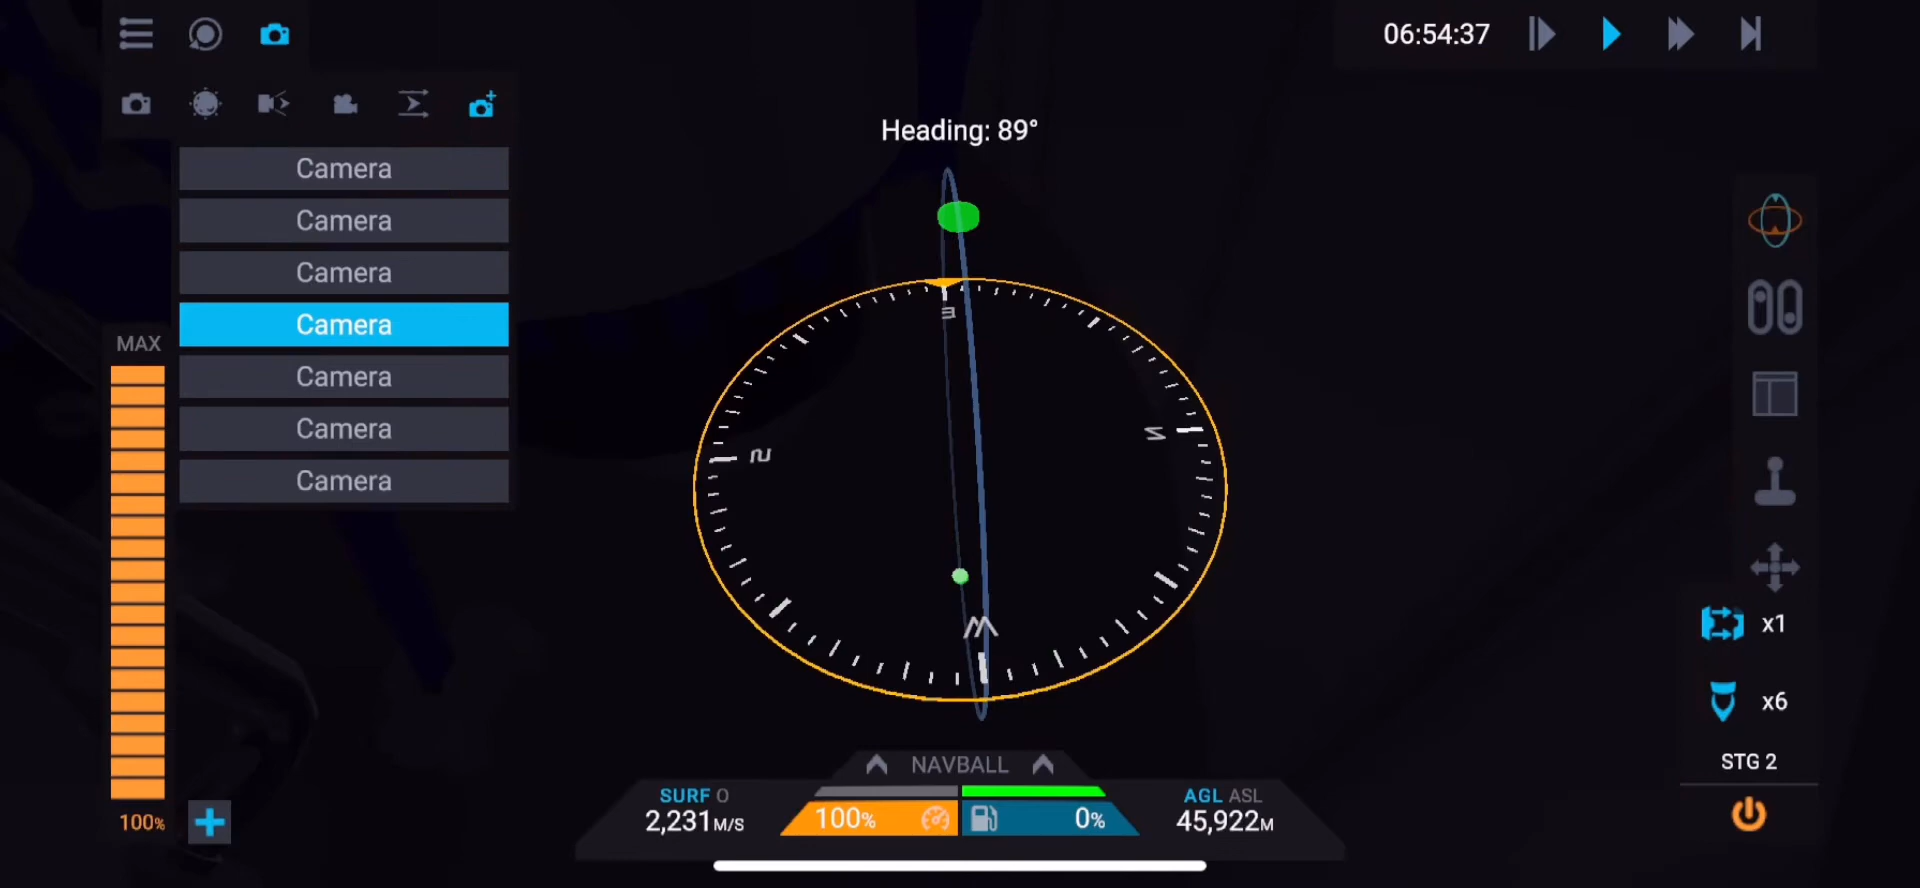 06:54:37
Heading: 89°
Camera
Camera
Camera
Camera
Camera
Camera
Camera
MAX
100%
E
N
S
W
x1
x6
STG 2
NAVBALL
SURF O
2,231M/S
100%
0%
AGL ASL
45,922M